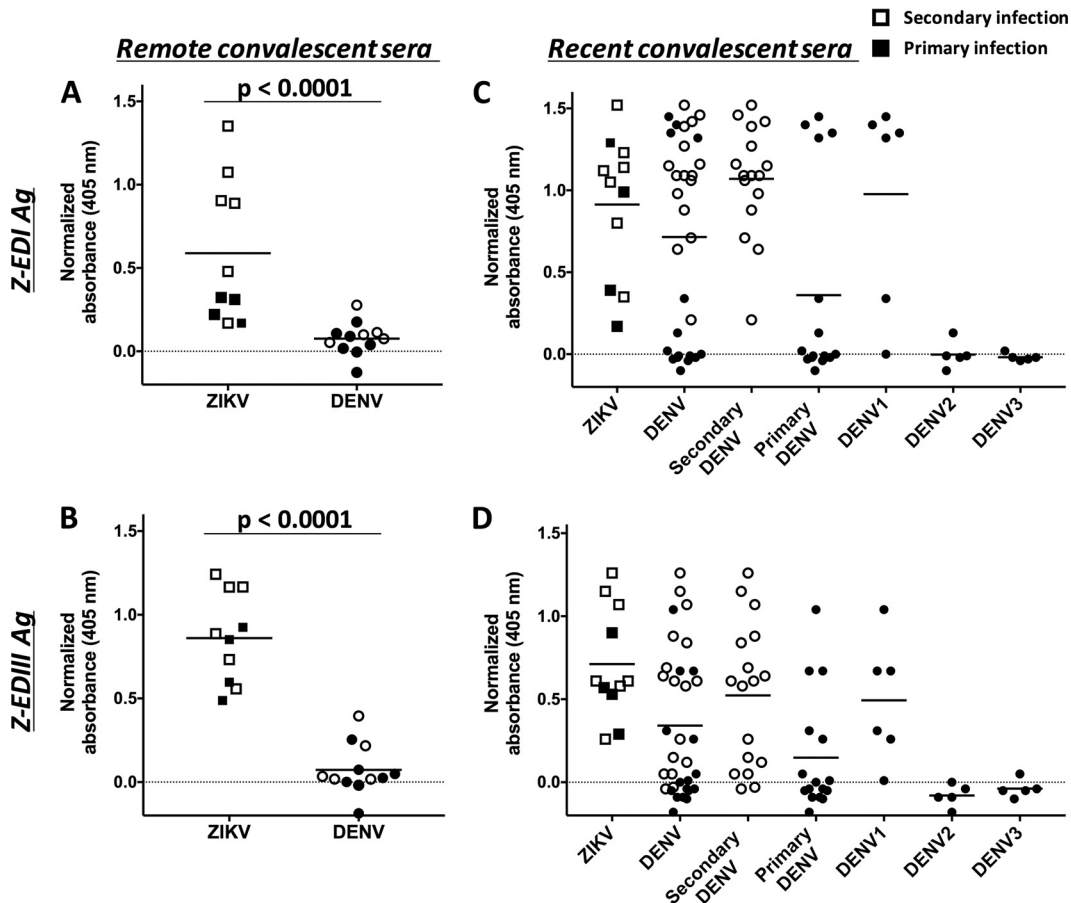 Secondary infection
Primary infection
Remote convalescent sera
Recent convalescent sera
A
p < 0.0001
Z-EDI Ag
Normalized
absorbance (405 nm)
1.5
1.0
0.5
0.0
ZIKV
DENV
C
Normalized
absorbance (405 nm)
1.5
1.0
0.5
0.0
ZIKV
DENV
Secondary
DENV
Primary
DENV
DENV1
DENV2
DENV3
B
p < 0.0001
Z-EDIII Ag
Normalized
absorbance (405 nm)
1.5
1.0
0.5
0.0
ZIKV
DENV
D
Normalized
absorbance (405 nm)
1.5
1.0
0.5
0.0
ZIKV
DENV
Secondary
DENV
Primary
DENV
DENV1
DENV2
DENV3